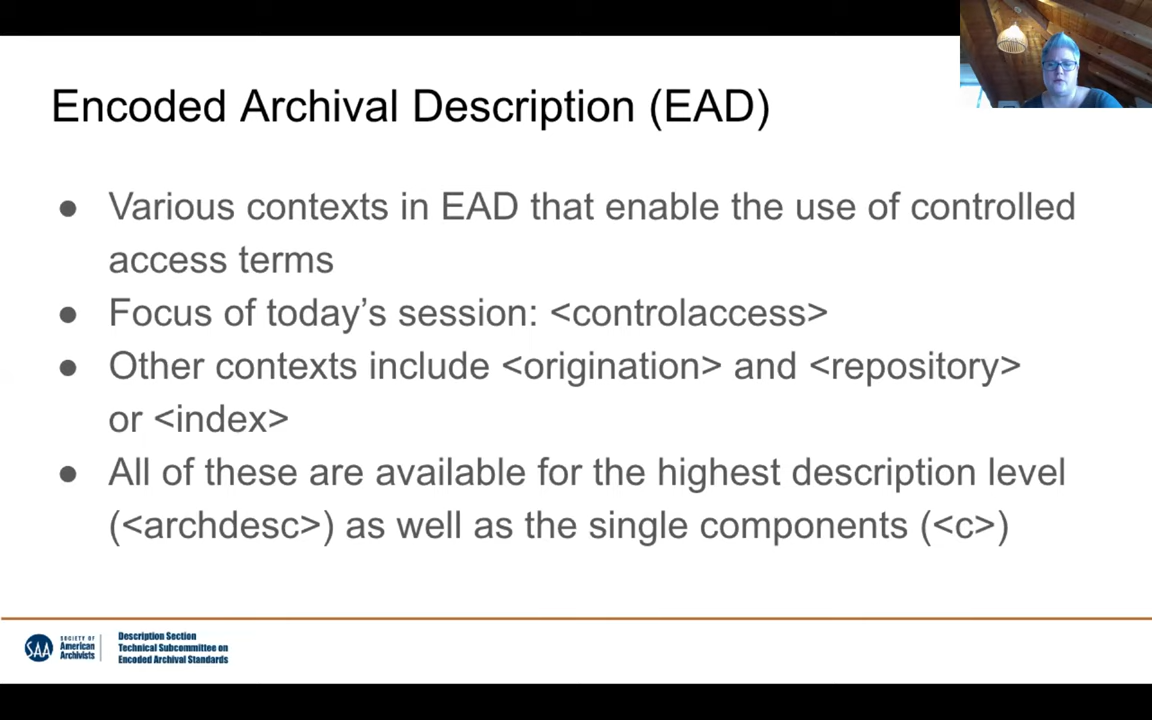 Encoded Archival Description (EAD)
● Various contexts in EAD that enable the use of controlled
access terms
● Focus of today’s session: <controlaccess>
● Other contexts include <origination> and <repository>
or <index>
● All of these are available for the highest description level
(<archdesc>) as well as the single components (<c>)
SAA
SOCIETY OF
American
Archivists
Description Section
Technical Subcommittee on
Encoded Archival Standards